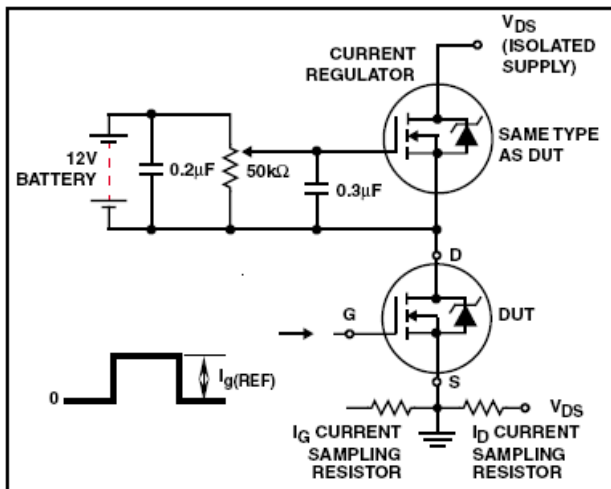 V_DS
(ISOLATED
SUPPLY)
CURRENT
REGULATOR
SAME TYPE
AS DUT
12V
BATTERY
0.2μF
50kΩ
0.3μF
D
DUT
G
0
I_g(REF)
S
V_DS
I_G CURRENT
SAMPLING
RESISTOR
I_D CURRENT
SAMPLING
RESISTOR